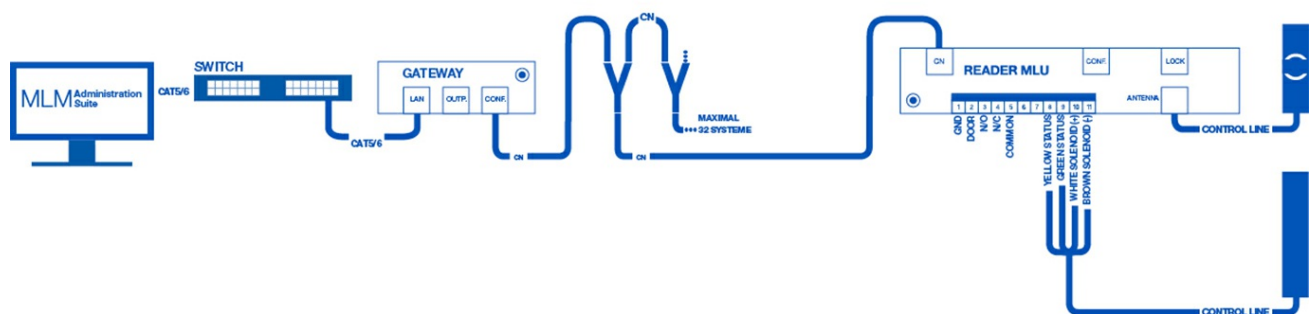 MLM Administration
Suite
CAT5/6
SWITCH
CAT5/6
GATEWAY
LAN
OUTP.
CONF.
CN
CN
CN
MAXIMAL
32 SYSTEME
READER MLU
CN
CONF.
LOCK
ANTENNA
1 2 3 4 5 6 7 8 9 10 11
GND
DOOR
N/O
N/C
COMMON
YELLOW STATUS
GREEN STATUS
WHITE SOLENOID (+)
BROWN SOLENOID (-)
CONTROL LINE
CONTROL LINE